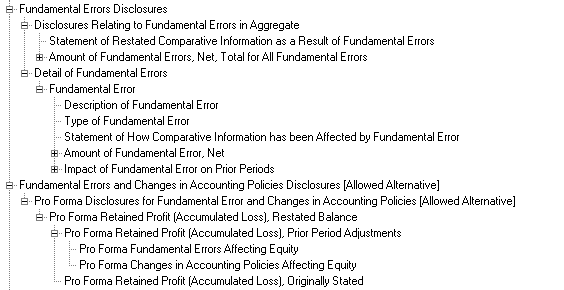 Fundamental Errors Disclosures
Disclosures Relating to Fundamental Errors in Aggregate
Statement of Restated Comparative Information as a Result of Fundamental Errors
Amount of Fundamental Errors, Net, Total for All Fundamental Errors
Detail of Fundamental Errors
Fundamental Error
Description of Fundamental Error
Type of Fundamental Error
Statement of How Comparative Information has been Affected by Fundamental Error
Amount of Fundamental Error, Net
Impact of Fundamental Error on Prior Periods
Fundamental Errors and Changes in Accounting Policies Disclosures [Allowed Alternative]
Pro Forma Disclosures for Fundamental Error and Changes in Accounting Policies [Allowed Alternative]
Pro Forma Retained Profit (Accumulated Loss), Restated Balance
Pro Forma Retained Profit (Accumulated Loss), Prior Period Adjustments
Pro Forma Fundamental Errors Affecting Equity
Pro Forma Changes in Accounting Policies Affecting Equity
Pro Forma Retained Profit (Accumulated Loss), Originally Stated